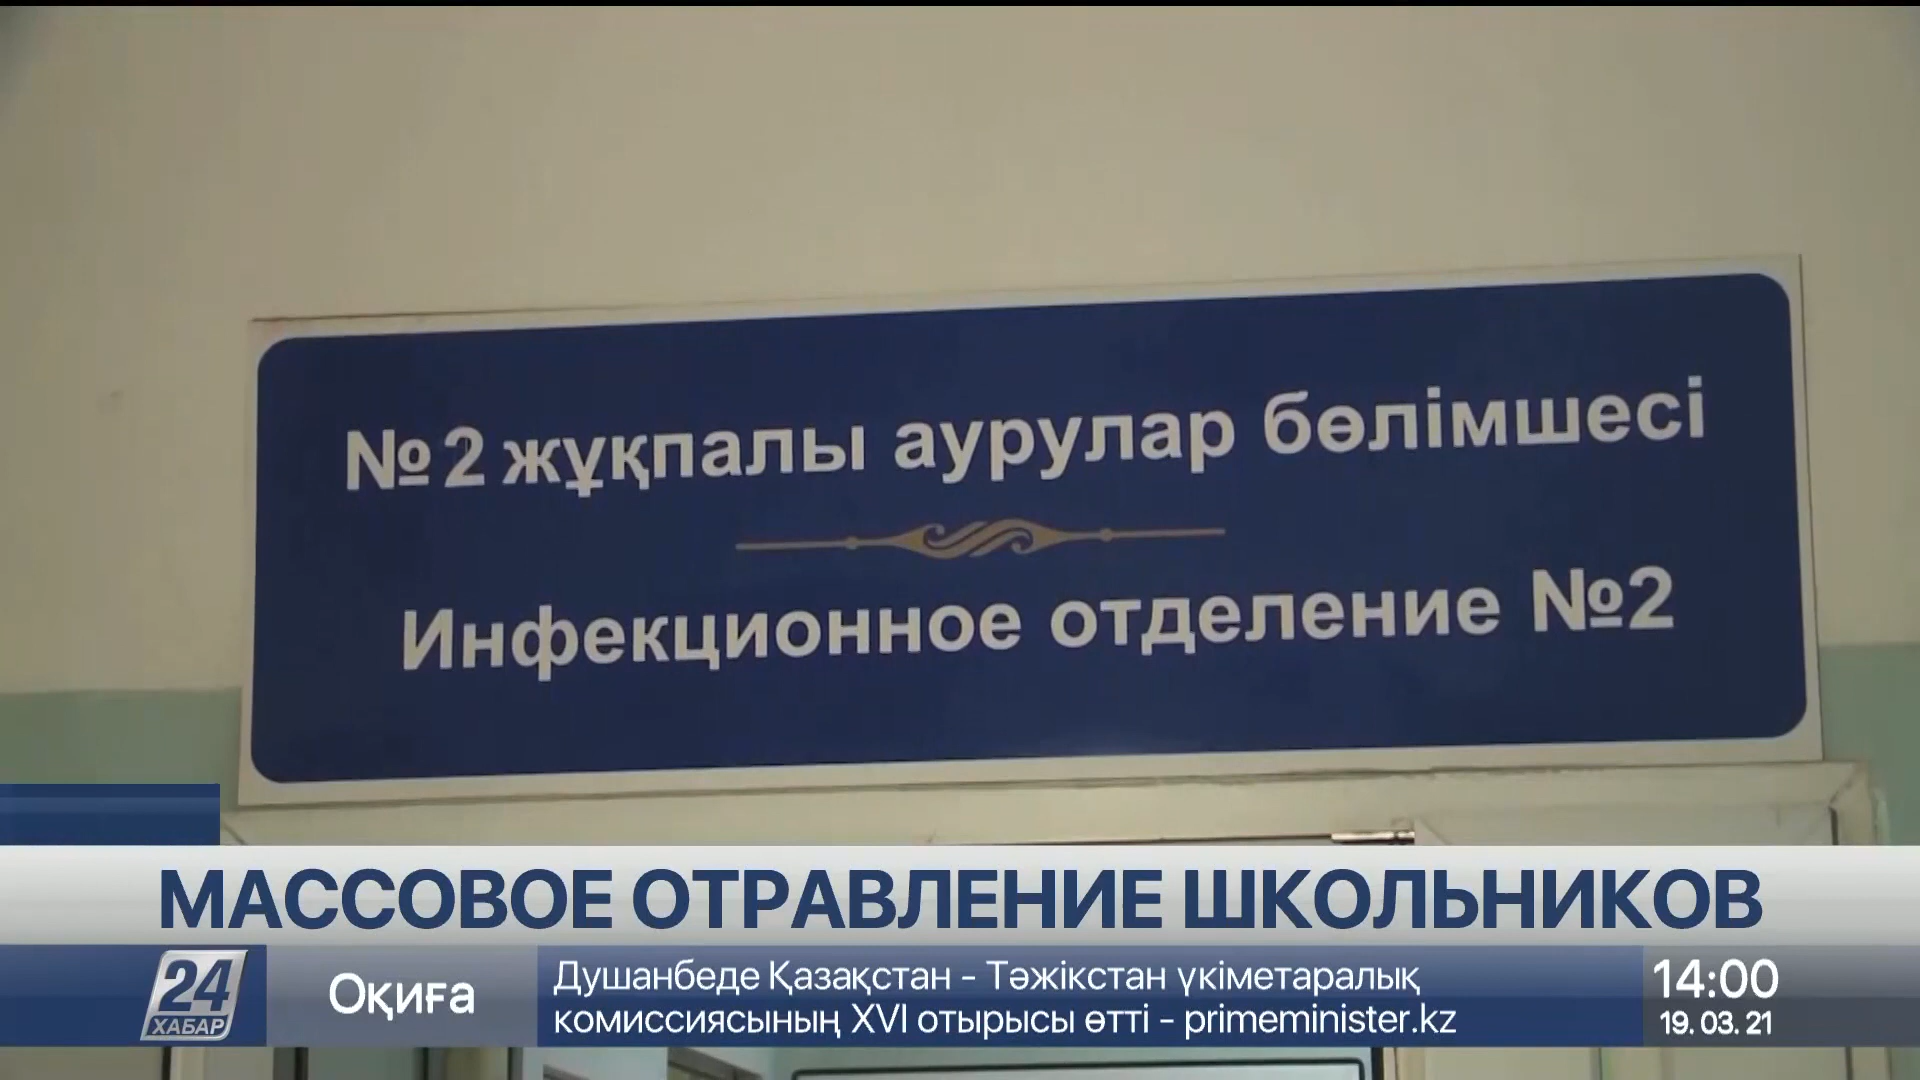 №2 жұқпалы аурулар бөлімшесі
Инфекционное отделение №2
МАССОВОЕ ОТРАВЛЕНИЕ ШКОЛЬНИКОВ
24
ХАБАР
Оқиға
Душанбеде Қазақстан - Тәжікстан үкіметаралық
комиссиясының XVI отырысы өтті - primeminister.kz
14:00
19. 03. 21